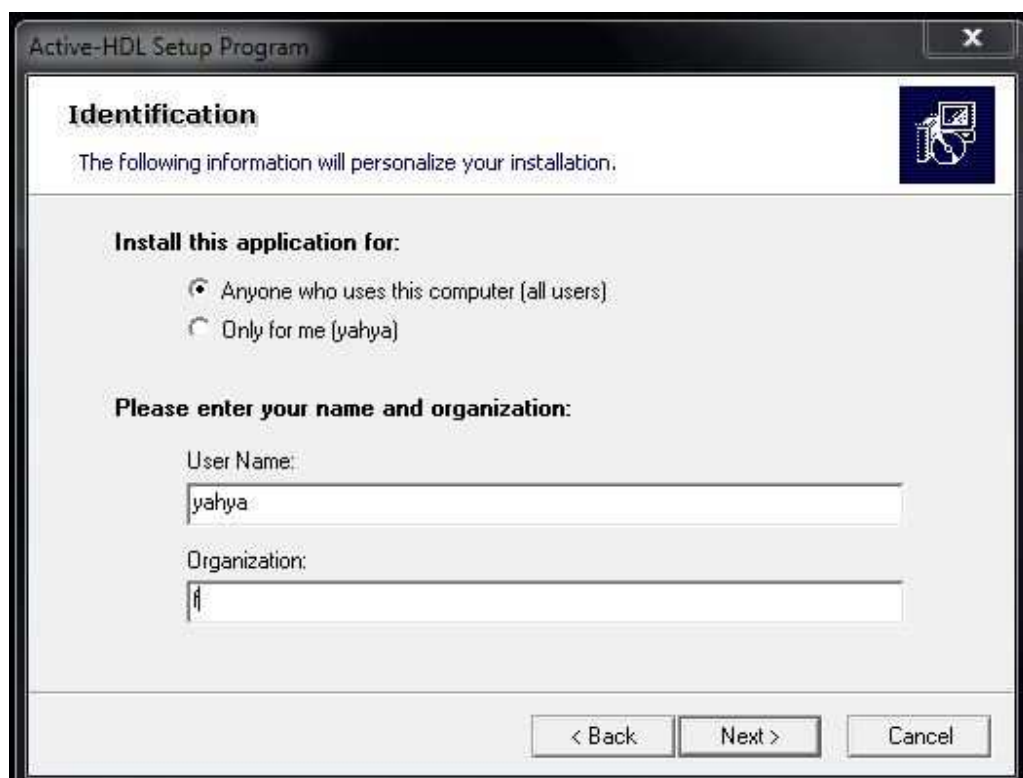 Active-HDL Setup Program
Identification
The following information will personalize your installation.
Install this application for:
Anyone who uses this computer (all users)
Only for me (yahya)
Please enter your name and organization:
User Name:
yahya
Organization:
f
< Back
Next >
Cancel